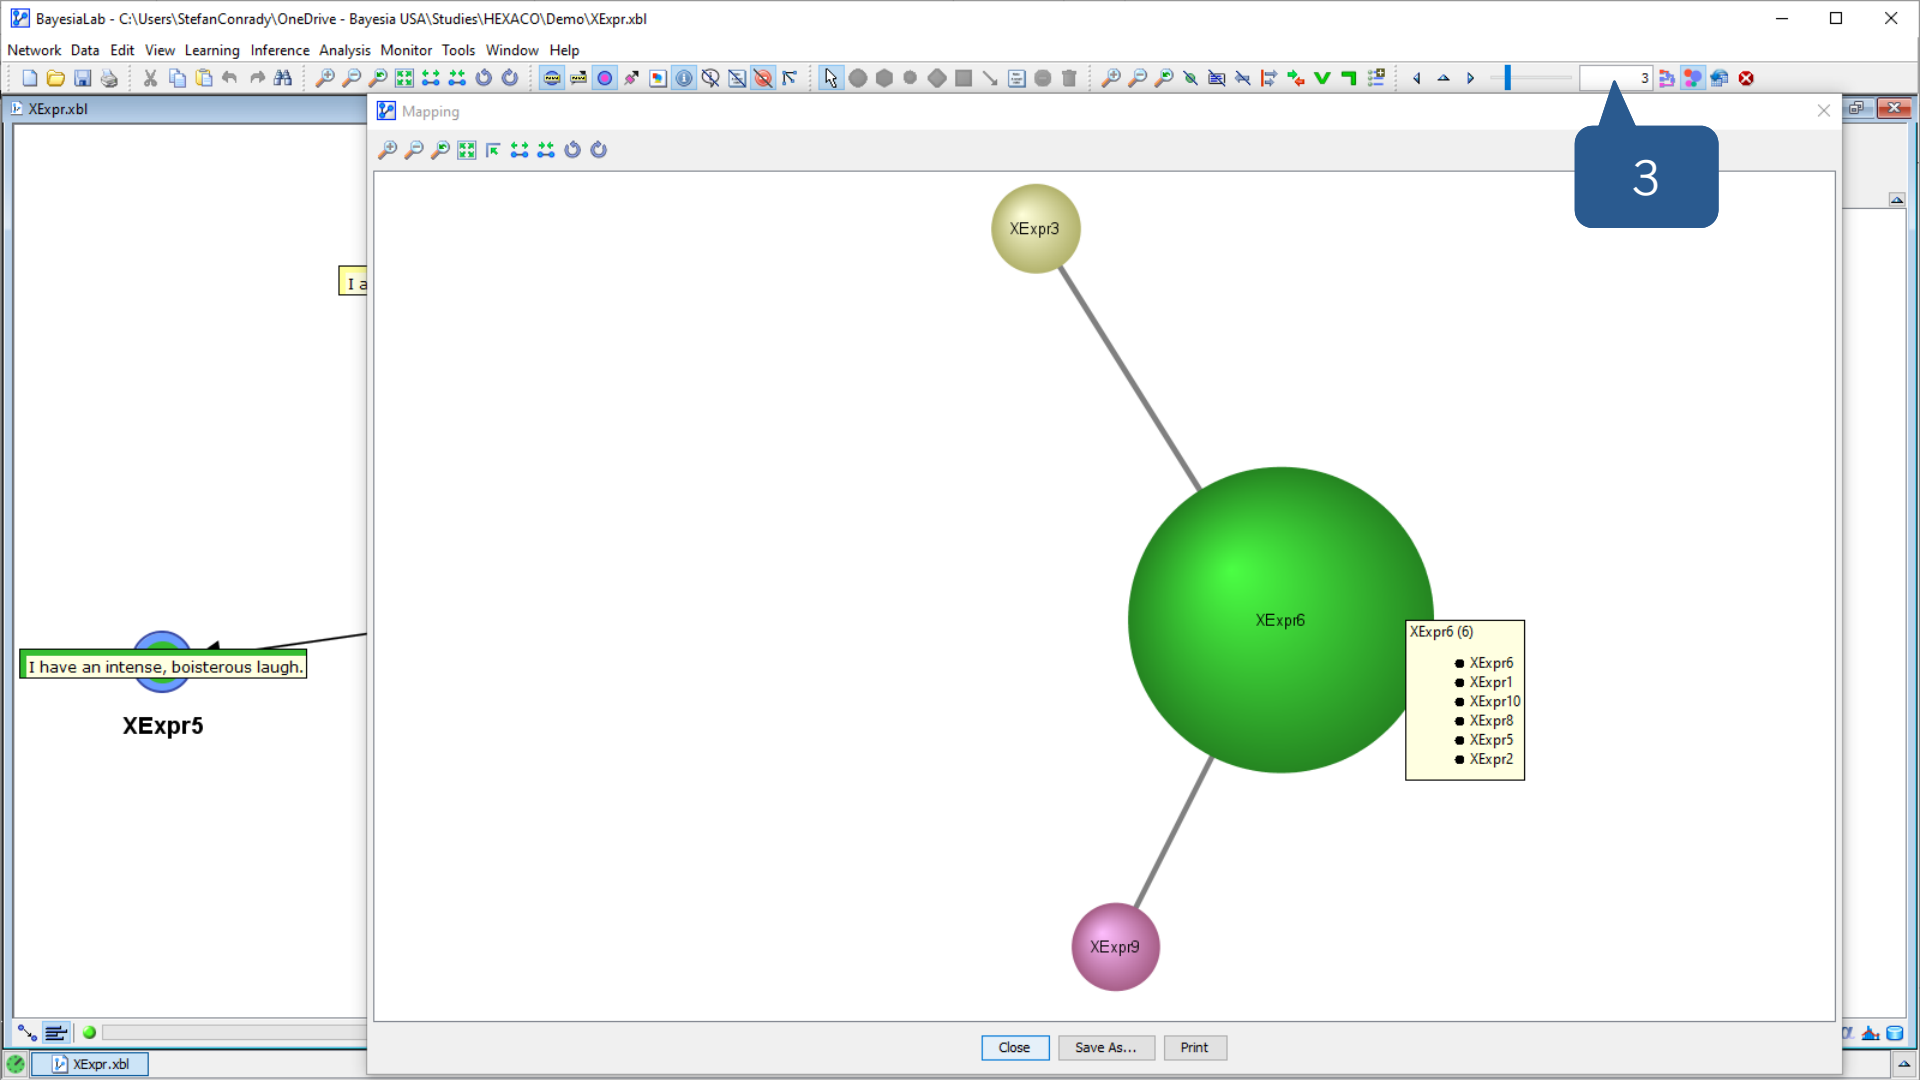 BayesiaLab - C:\Users\StefanConrady\OneDrive - Bayesia USA\Studies\HEXACO\Demo\XExpr.xbl
Network Data Edit View Learning Inference Analysis Monitor Tools Window Help
3
XExpr.xbl
Mapping
3
XExpr3
I a
XExpr6
XExpr6 (6)
XExpr6
XExpr1
XExpr10
XExpr8
XExpr5
XExpr2
I have an intense, boisterous laugh.
XExpr5
XExpr9
Close Save As... Print
XExpr.xbl